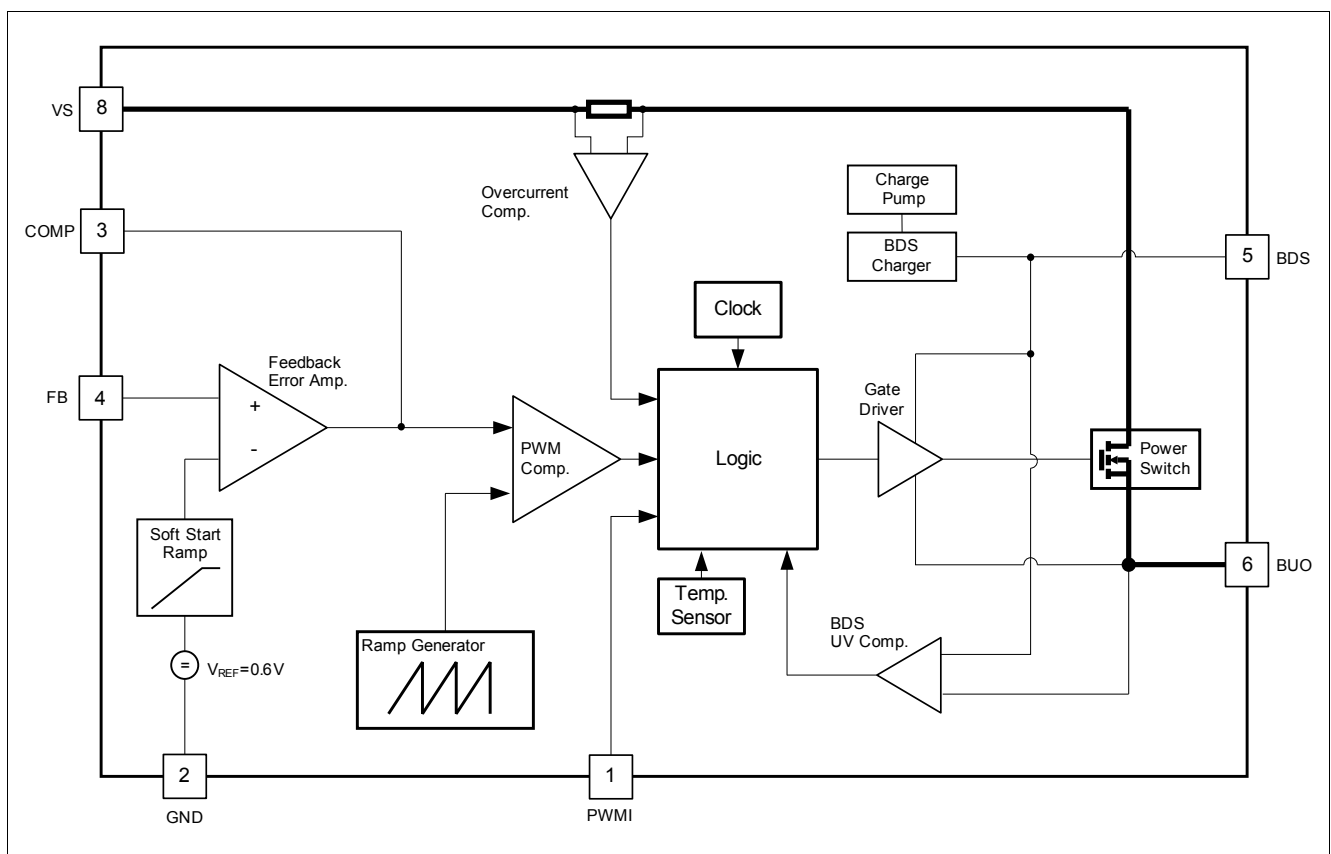 VS
8
Charge
Pump
Overcurrent
Comp.
COMP
3
BDS
Charger
5
BDS
Clock
Feedback
Error Amp.
FB
4
+
-
Gate
Driver
PWM
Comp.
Logic
Power
Switch
Soft Start
Ramp
6
BUO
Temp.
Sensor
BDS
UV Comp.
Ramp Generator
= VREF=0.6V
2
GND
1
PWMI